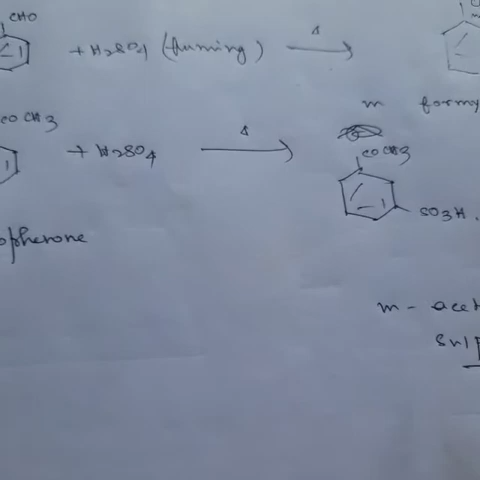 CHO
+ H2SO4 (fuming) Δ
m formy
COCH3
+ H2SO4 Δ
COCH3
SO3H.
ophenone
m - acet
Sul